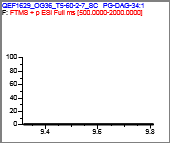 QEF1629_OG36_T5-60-2-7_SC PG-DAG-34:1
F: FTMS + p ESI Full ms [500.0000-2000.0000]
100
80
60
40
20
0
9.4 9.6 9.8